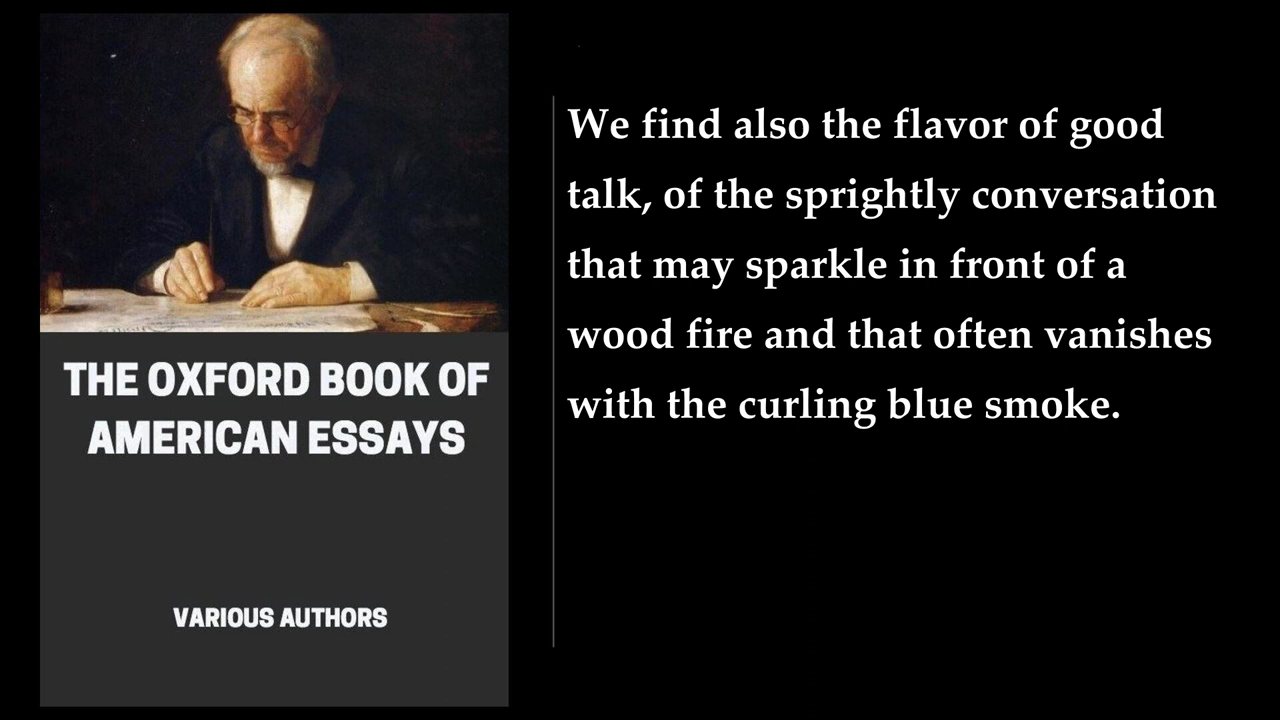 THE OXFORD BOOK OF
AMERICAN ESSAYS
VARIOUS AUTHORS
We find also the flavor of good
talk, of the sprightly conversation
that may sparkle in front of a
wood fire and that often vanishes
with the curling blue smoke.